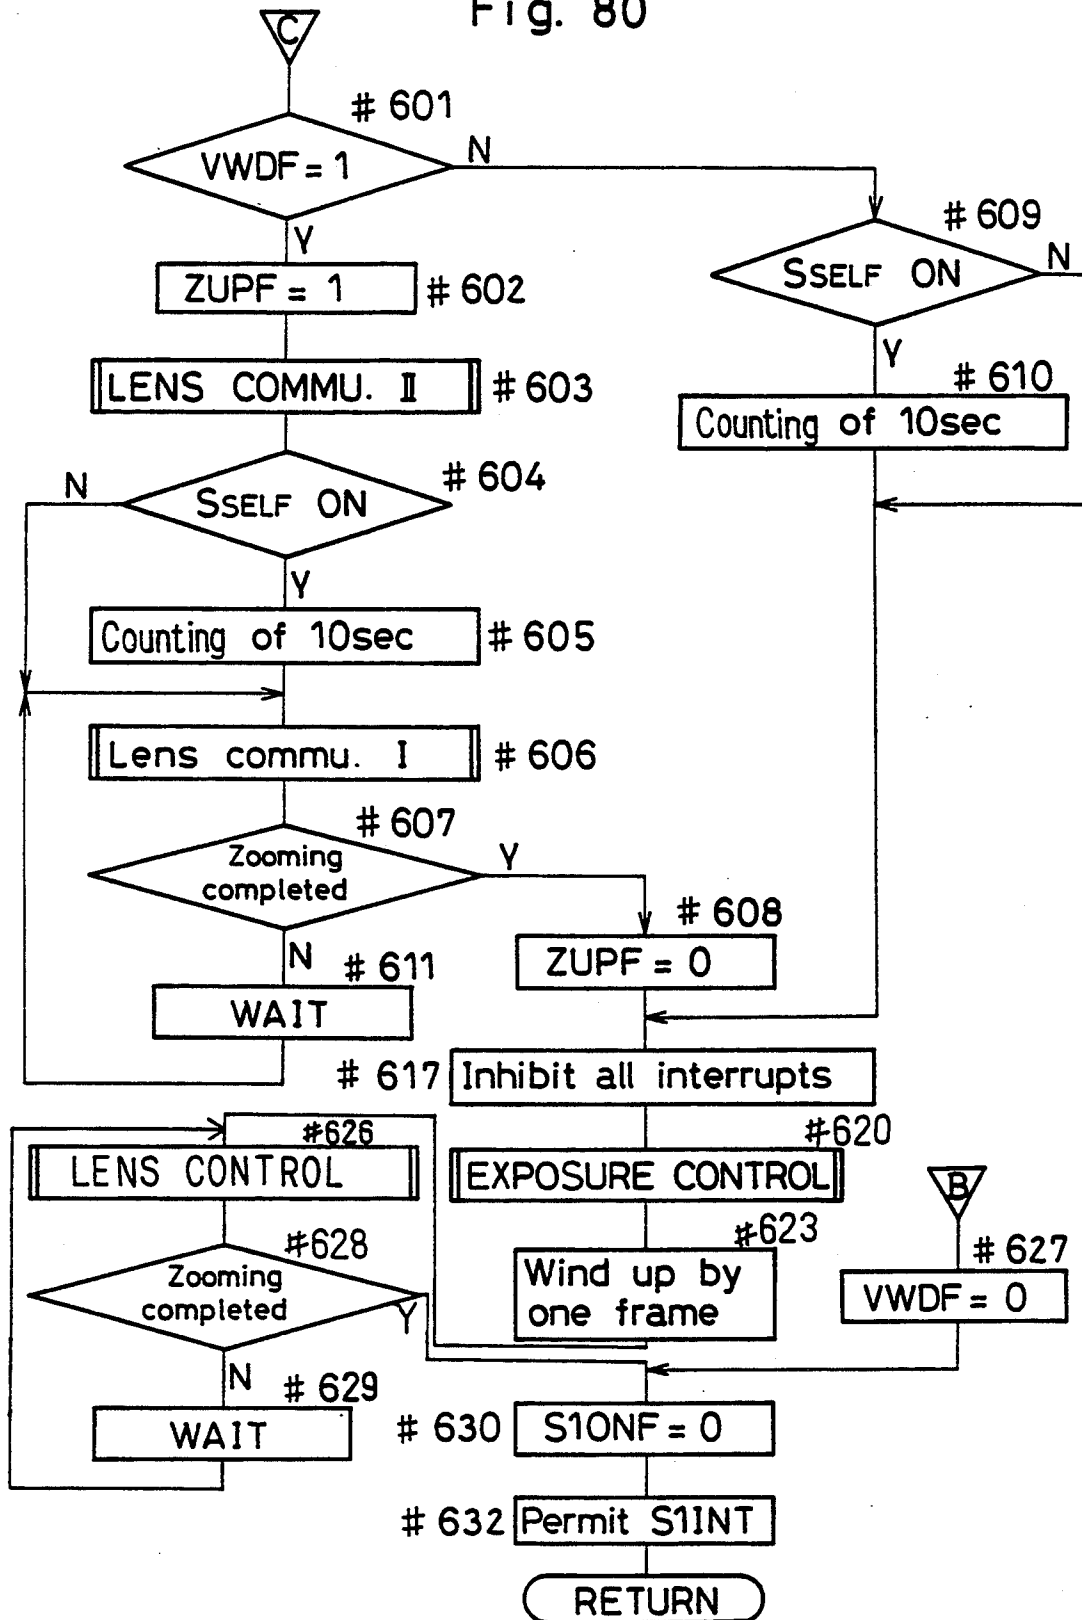 Fig. 80
C
# 601
VWDF = 1
N
Y
ZUPF = 1
# 602
LENS COMMU. II
# 603
# 604
N
SSELF ON
Y
Counting of 10sec
# 605
Lens commu. I
# 606
# 607
Zooming
completed
Y
N
# 611
WAIT
# 608
ZUPF = 0
# 609
SSELF ON
N
Y
# 610
Counting of 10sec
# 617
Inhibit all interrupts
#620
EXPOSURE CONTROL
#623
Wind up by
one frame
#626
LENS CONTROL
#628
Zooming
completed
Y
N
# 629
WAIT
B
# 627
VWDF = 0
# 630
S1ONF = 0
# 632
Permit S1INT
RETURN